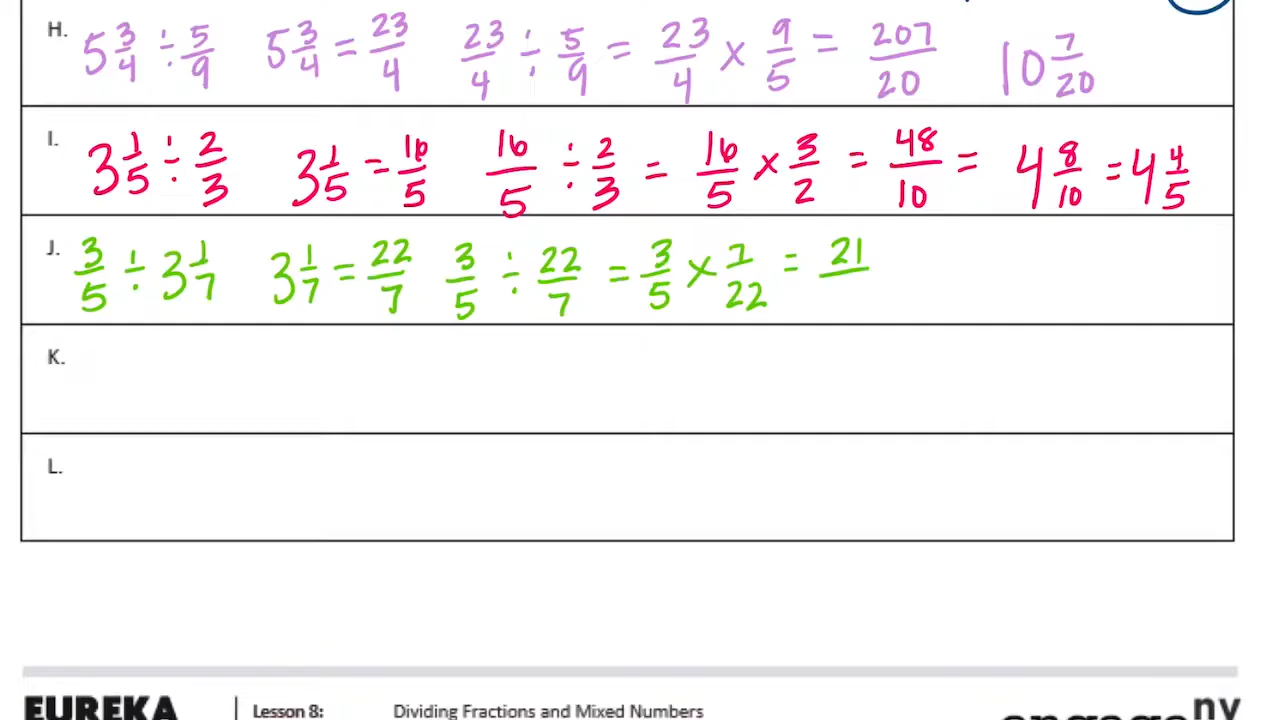 H. 5 3/4 ÷ 5/9 5 3/4 = 23/4 23/4 ÷ 5/9 = 23/4 × 9/5 = 207/20 10 7/20
I. 3 1/5 ÷ 2/3 3 1/5 = 16/5 16/5 ÷ 2/3 = 16/5 × 3/2 = 48/10 = 4 8/10 = 4 4/5
J. 3/5 ÷ 3 1/7 3 1/7 = 22/7 3/5 ÷ 22/7 = 3/5 × 7/22 = 21/
K.
L.
EUREKA Lesson 8: Dividing Fractions and Mixed Numbers engage ny